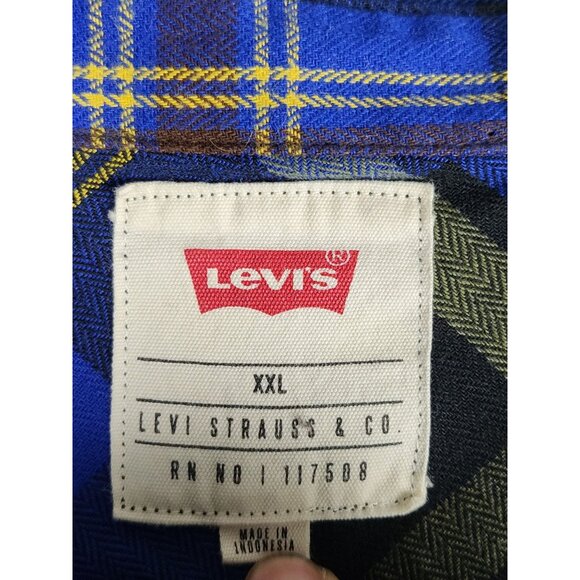 LEVI'S ®
XXL
LEVI STRAUSS & CO.
RN NO | 117508
MADE IN
INDONESIA